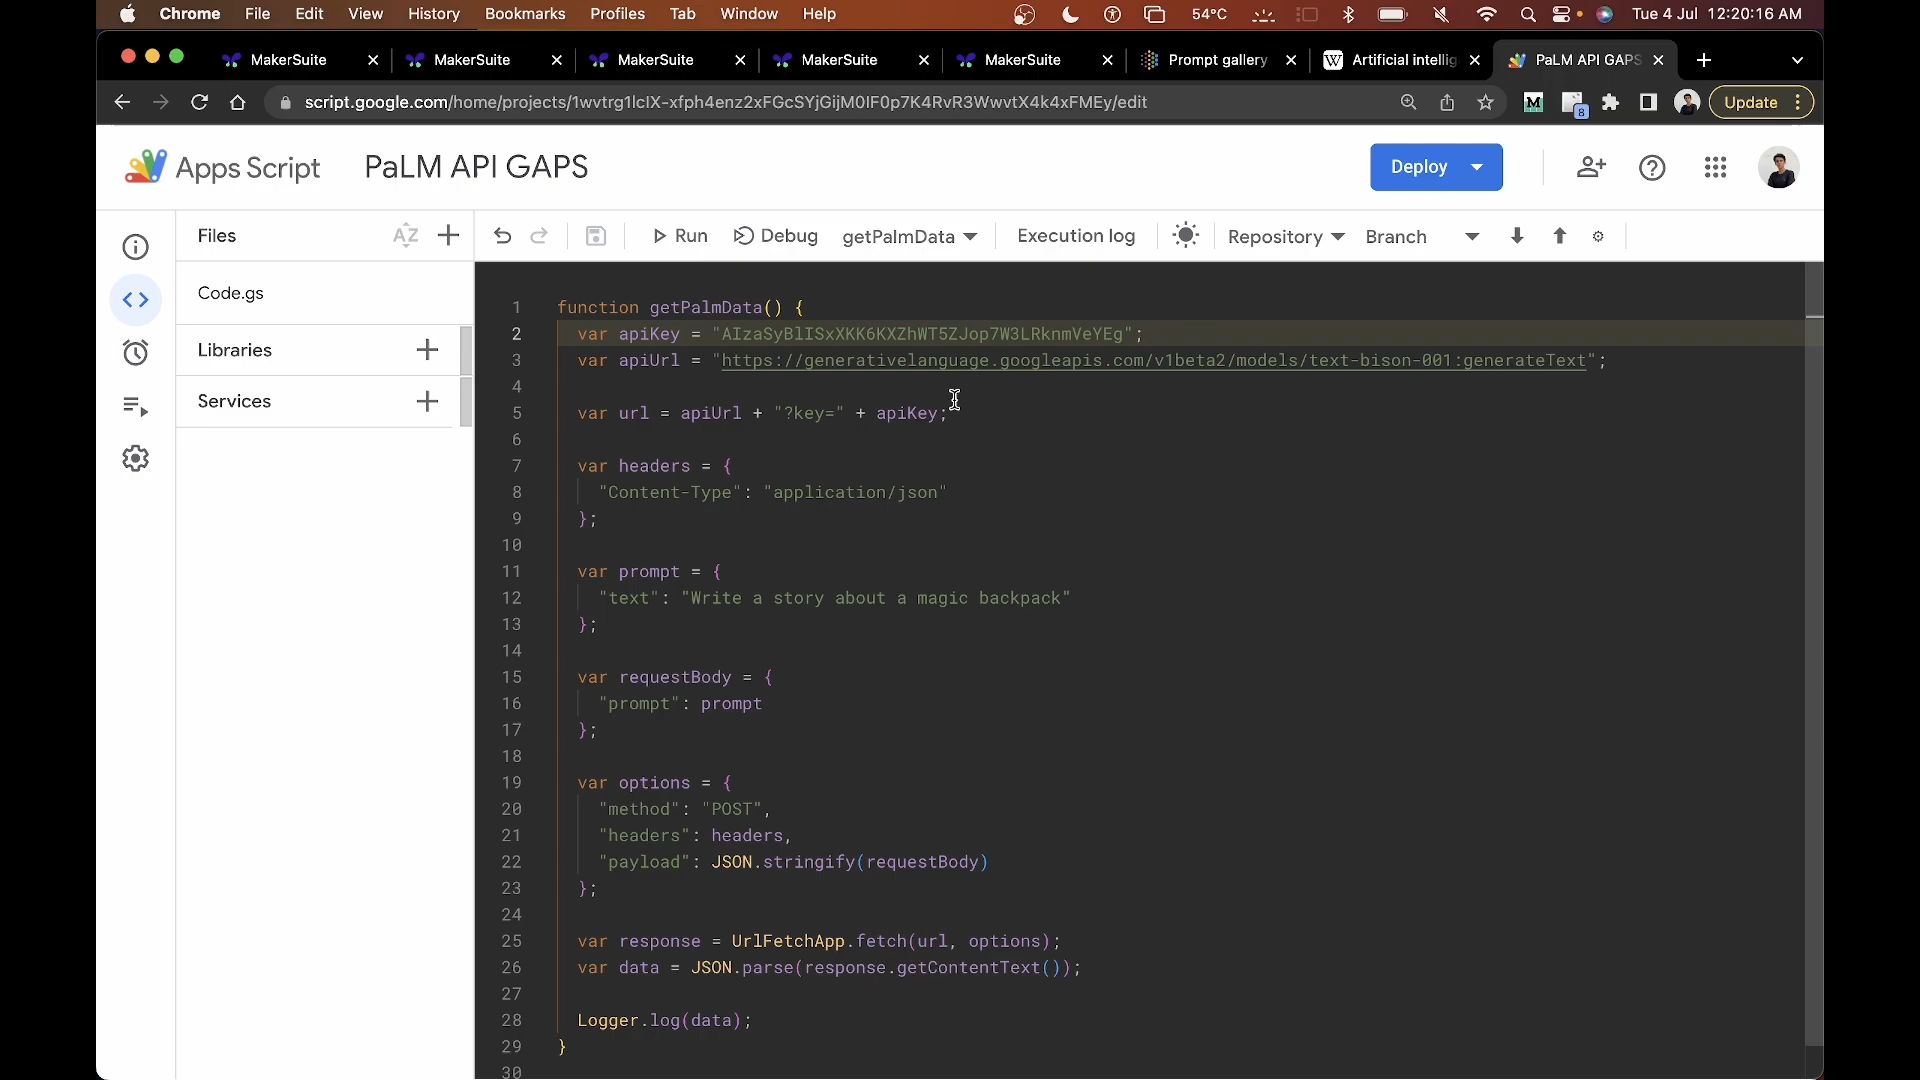 Chrome File Edit View History Bookmarks Profiles Tab Window Help 54°C Tue 4 Jul 12:20:16 AM
MakerSuite MakerSuite MakerSuite MakerSuite MakerSuite Prompt gallery Artificial intellig PaLM API GAPS
script.google.com/home/projects/1wvtrg1lclX-xfph4enz2xFGcSYjGijM0IF0p7K4RvR3WwvtX4k4xFMEy/edit M 8 Update
Apps Script PaLM API GAPS Deploy
Files AZ Run Debug getPalmData Execution log Repository Branch
Code.gs
Libraries
Services
1 function getPalmData() {
2 var apiKey = "AIzaSyBlISxXKK6KXZhWT5ZJop7W3LRknmVeYEg";
3 var apiUrl = "https://generativelanguage.googleapis.com/v1beta2/models/text-bison-001:generateText";
4
5 var url = apiUrl + "?key=" + apiKey;
6
7 var headers = {
8 "Content-Type": "application/json"
9 };
10
11 var prompt = {
12 "text": "Write a story about a magic backpack"
13 };
14
15 var requestBody = {
16 "prompt": prompt
17 };
18
19 var options = {
20 "method": "POST",
21 "headers": headers,
22 "payload": JSON.stringify(requestBody)
23 };
24
25 var response = UrlFetchApp.fetch(url, options);
26 var data = JSON.parse(response.getContentText());
27
28 Logger.log(data);
29 }
30